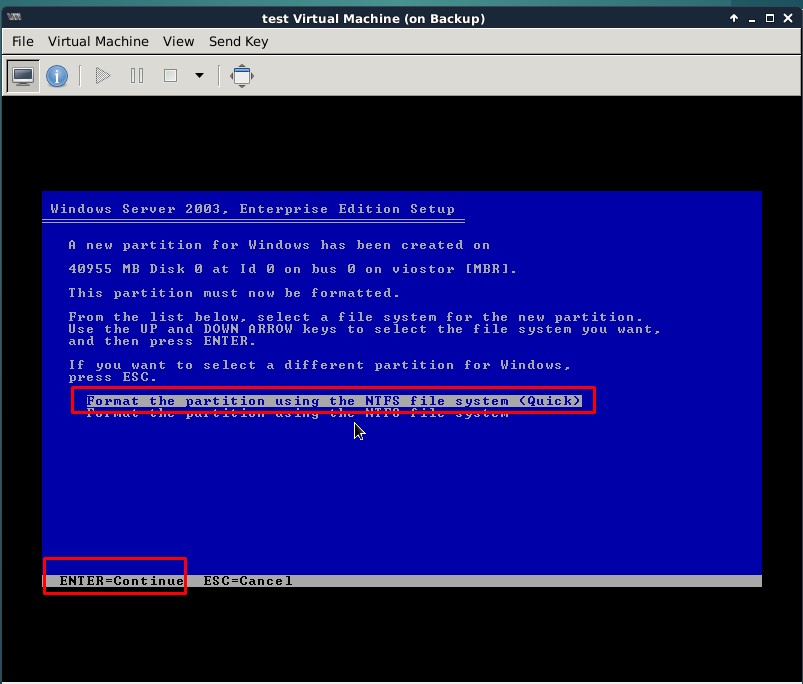 test Virtual Machine (on Backup)
File Virtual Machine View Send Key
Windows Server 2003, Enterprise Edition Setup
A new partition for Windows has been created on
40955 MB Disk 0 at Id 0 on bus 0 on viostor [MBR].
This partition must now be formatted.
From the list below, select a file system for the new partition.
Use the UP and DOWN ARROW keys to select the file system you want,
and then press ENTER.
If you want to select a different partition for Windows,
press ESC.
Format the partition using the NTFS file system (Quick)
Format the partition using the NTFS file system
ENTER=Continue ESC=Cancel